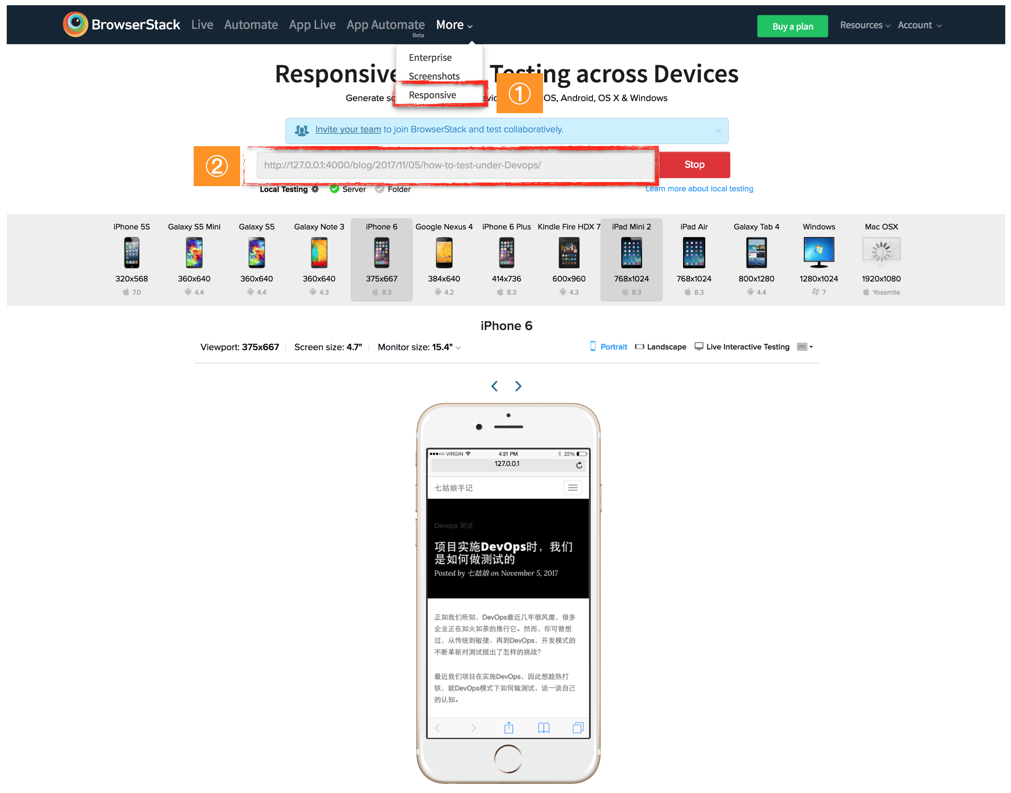 BrowserStack Live Automate App Live App Automate Beta More Buy a plan Resources Account
Enterprise
Screenshots
Responsive
①
Responsive Testing across Devices
OS, Android, OS X & Windows
Invite your team to join BrowserStack and test collaboratively. ×
②
http://127.0.0.1:4000/blog/2017/11/05/how-to-test-under-Devops/ Stop
Local Testing Server Folder Learn more about local testing
iPhone 5S Galaxy S5 Mini Galaxy S5 Galaxy Note 3 iPhone 6 Google Nexus 4 iPhone 6 Plus Kindle Fire HDX 7 iPad Mini 2 iPad Air Galaxy Tab 4 Windows Mac OSX
320x568 360x640 360x640 360x640 375x667 384x640 414x736 600x960 768x1024 768x1024 800x1280 1280x1024 1920x1080
7.0 4.4 4.4 4.3 8.3 4.2 8.3 4.3 8.3 8.3 4.4 7 Yosemite
iPhone 6
Viewport: 375x667 Screen size: 4.7" Monitor size: 15.4" Portrait Landscape Live Interactive Testing
VIRGIN 4:21 PM 22%
127.0.0.1
七姑娘手记
Devops 测试
项目实施DevOps时，我们
是如何做测试的
Posted by 七姑娘 on November 5, 2017
正如我们所知，DevOps最近几年很风靡，很多
企业正在如火如荼的推行它。然而，你可曾想
过，从传统到敏捷，再到DevOps，开发模式的
不断革新对测试提出了怎样的挑战？
最近我们项目在实施DevOps，因此想趁热打
铁，就DevOps模式下如何做测试，谈一谈自己
的认知。